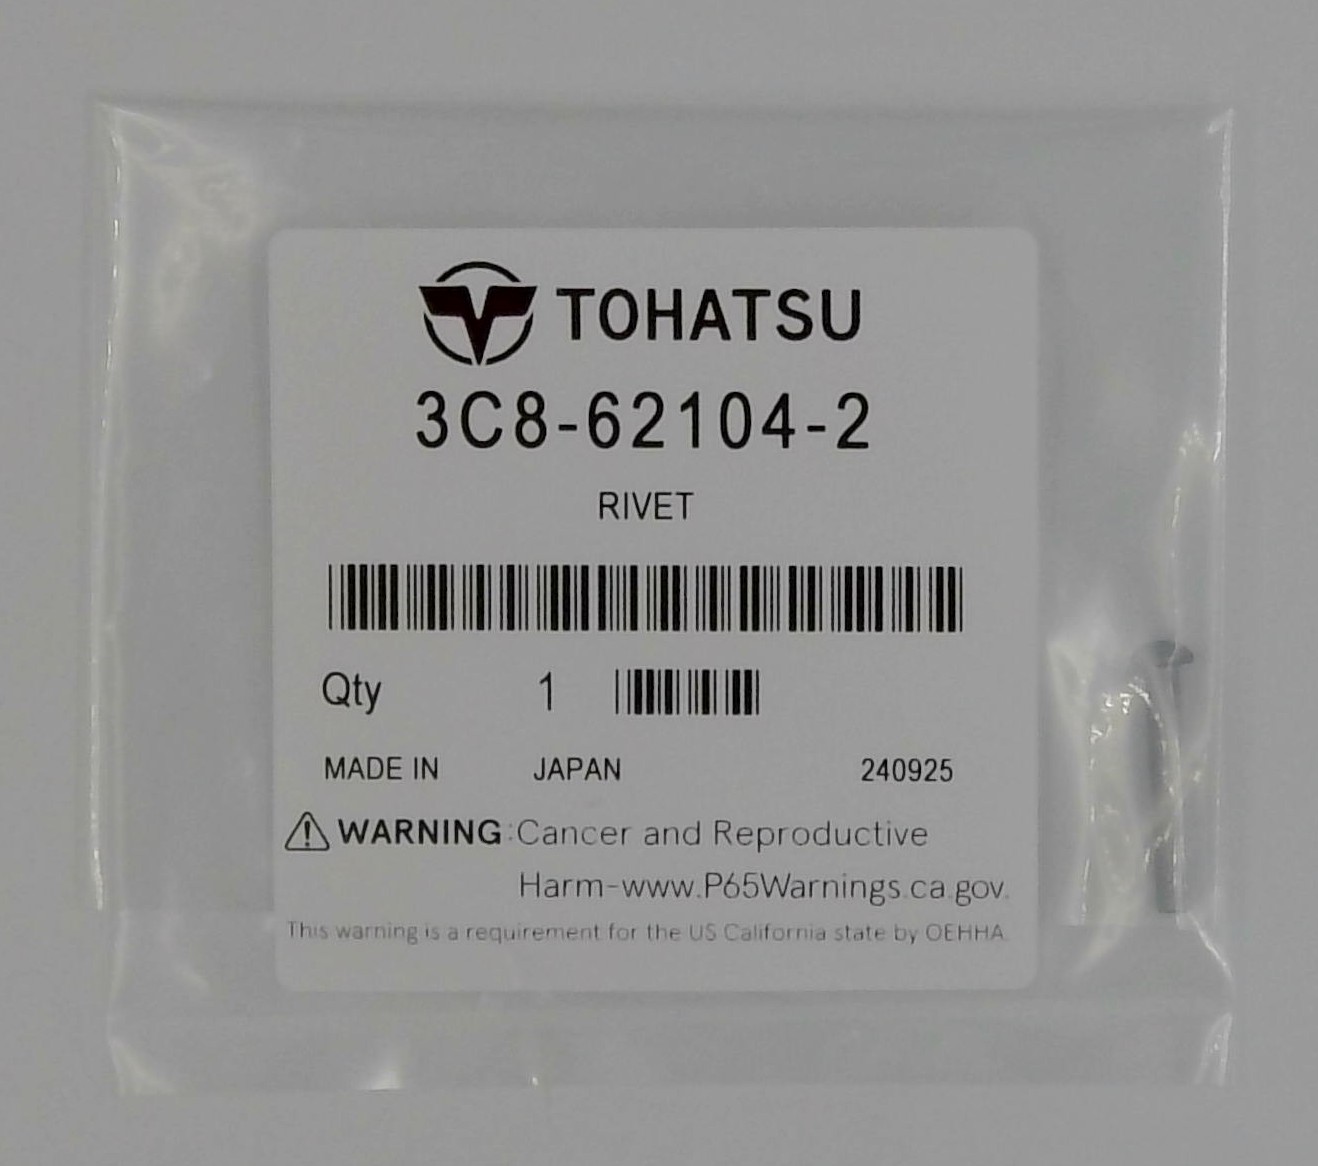 TOHATSU
3C8-62104-2
RIVET
Qty 1
MADE IN JAPAN 240925
WARNING:Cancer and Reproductive
Harm-www.P65Warnings.ca.gov.
This warning is a requirement for the US California state by OEHHA.